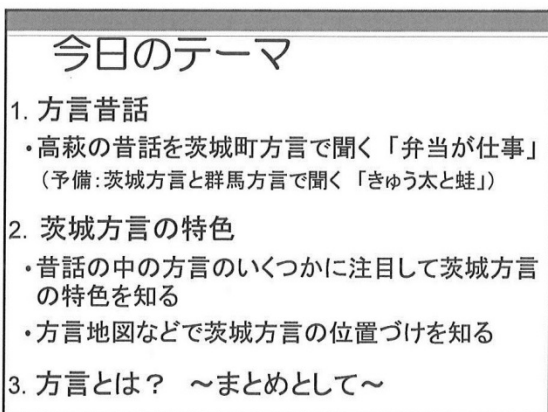 今日のテーマ
1. 方言昔話
・高萩の昔話を茨城町方言で聞く「弁当が仕事」
（予備：茨城方言と群馬方言で聞く「きゅう太と蛙」）
2. 茨城方言の特色
・昔話の中の方言のいくつかに注目して茨城方言
の特色を知る
・方言地図などで茨城方言の位置づけを知る
3. 方言とは？ ～まとめとして～